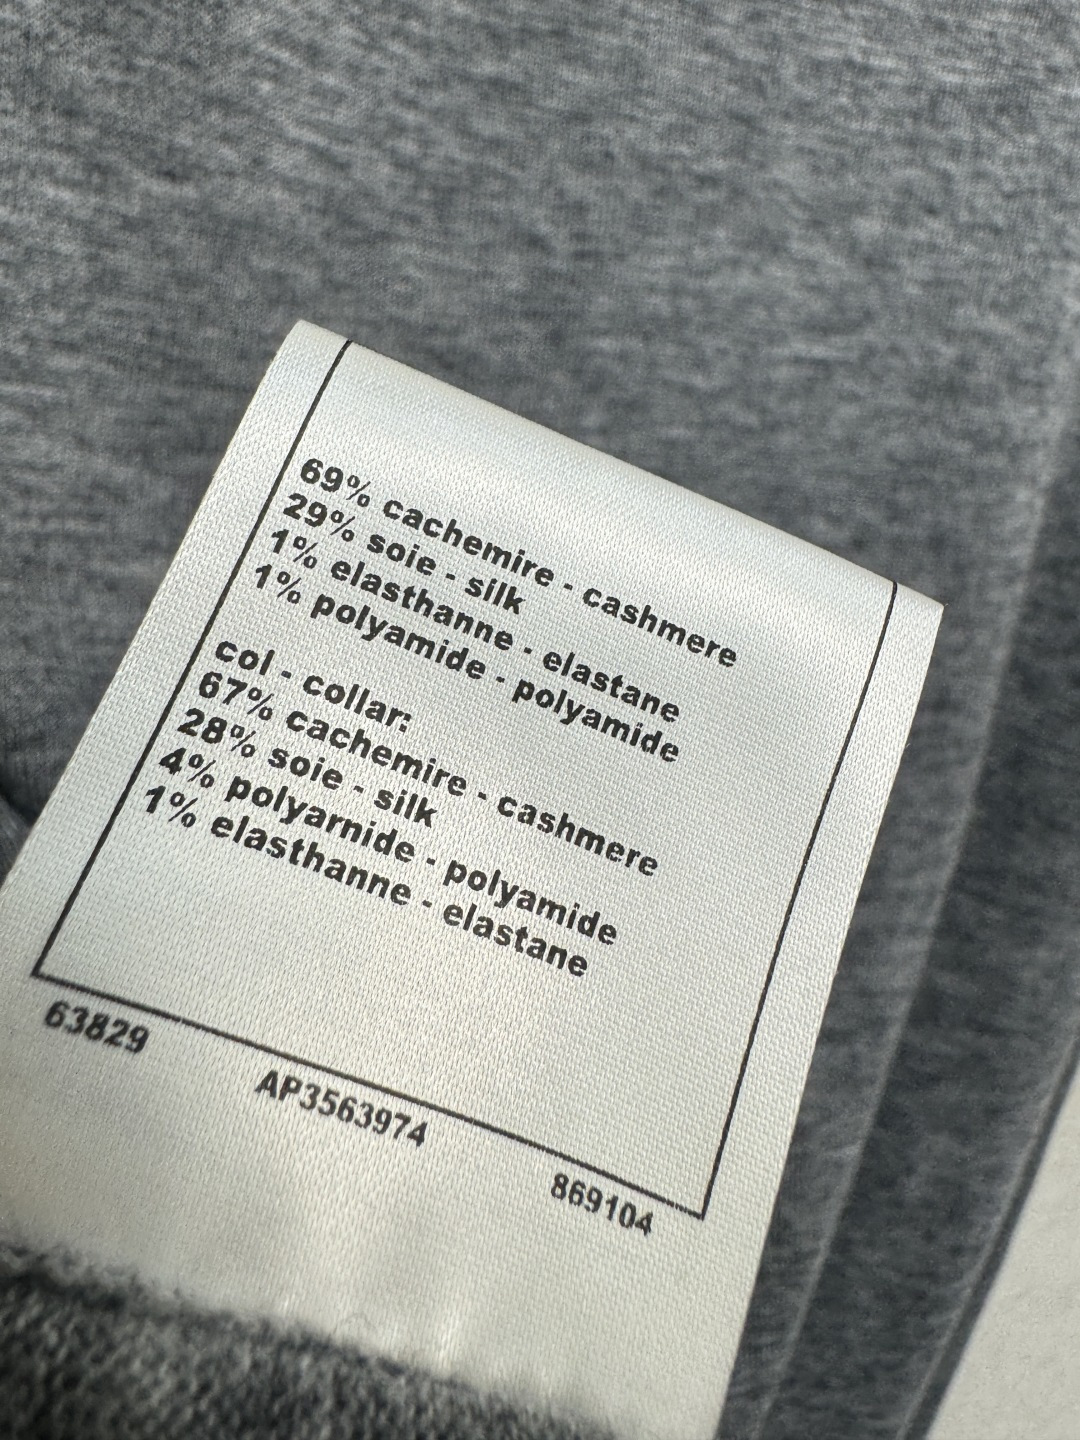 69% cachemire - cashmere
29% soie - silk
1% elasthanne - elastane
1% polyamide - polyamide
col - collar:
67% cachemire - cashmere
28% soie - silk
4% polyarnide - polyamide
1% elasthanne - elastane
63829
AP3563974
869104